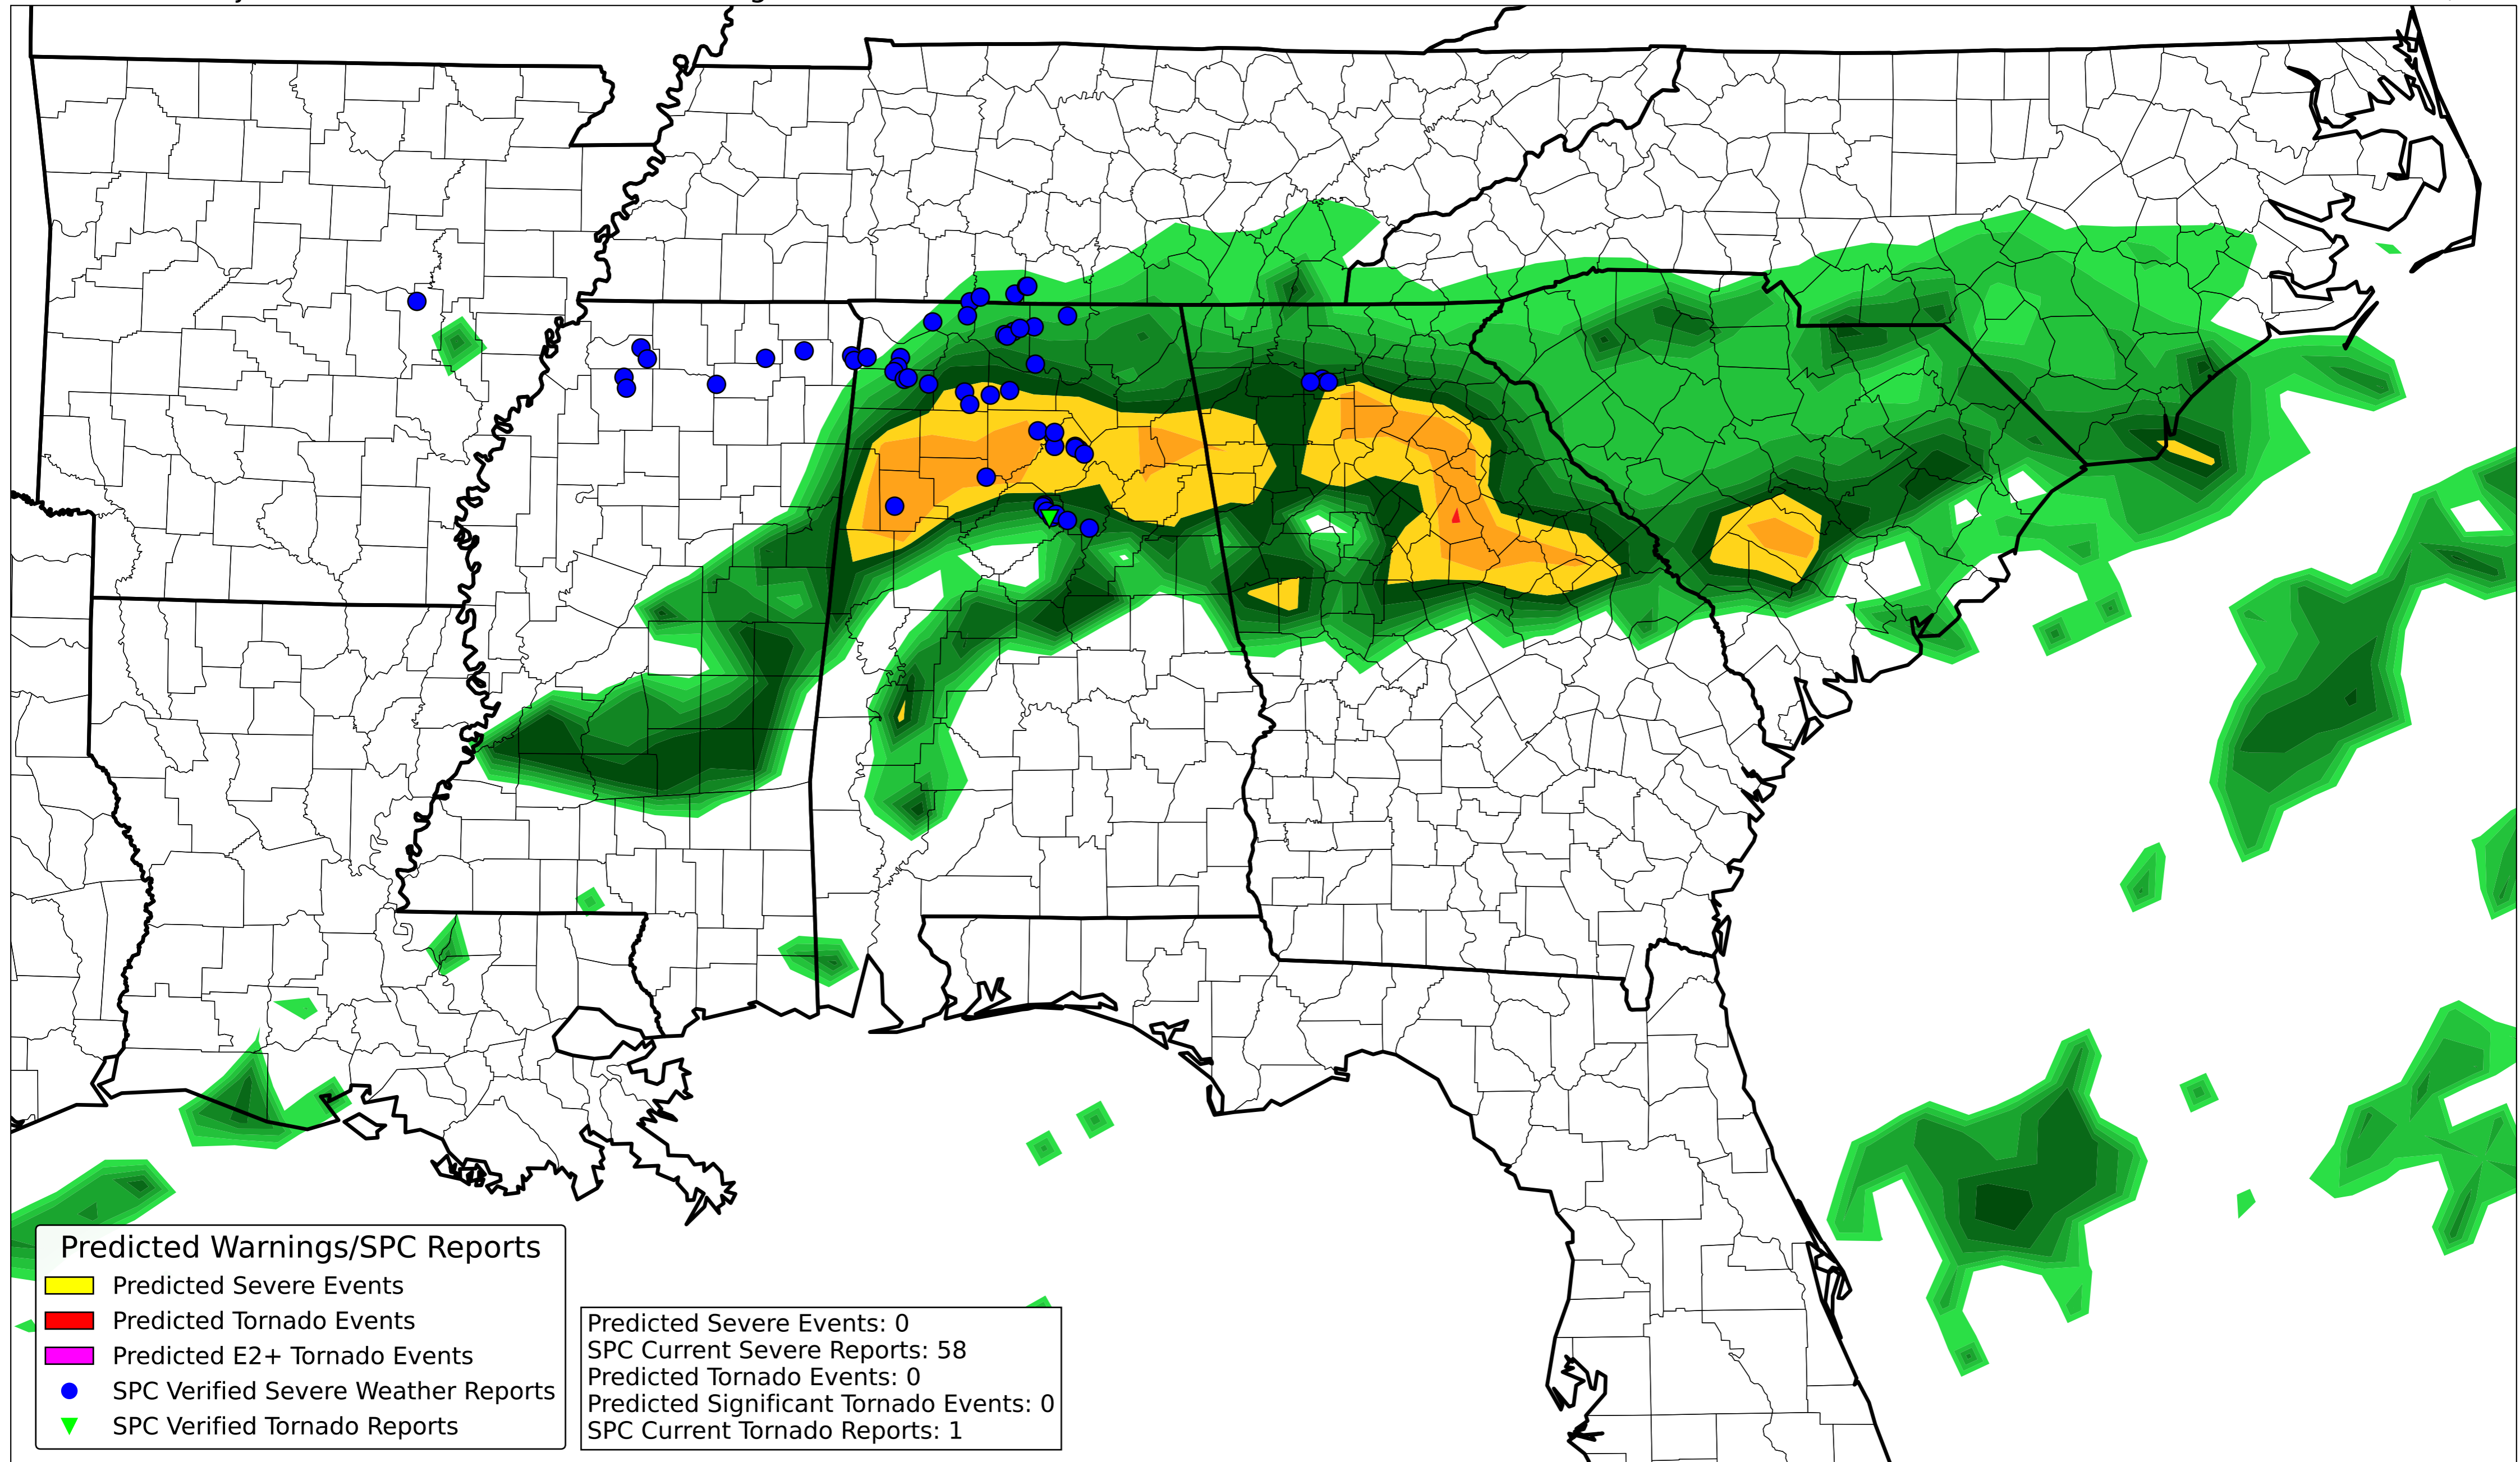 Predicted Warnings/SPC Reports
Predicted Severe Events
Predicted Tornado Events
Predicted E2+ Tornado Events
SPC Verified Severe Weather Reports
SPC Verified Tornado Reports
Predicted Severe Events: 0
SPC Current Severe Reports: 58
Predicted Tornado Events: 0
Predicted Significant Tornado Events: 0
SPC Current Tornado Reports: 1